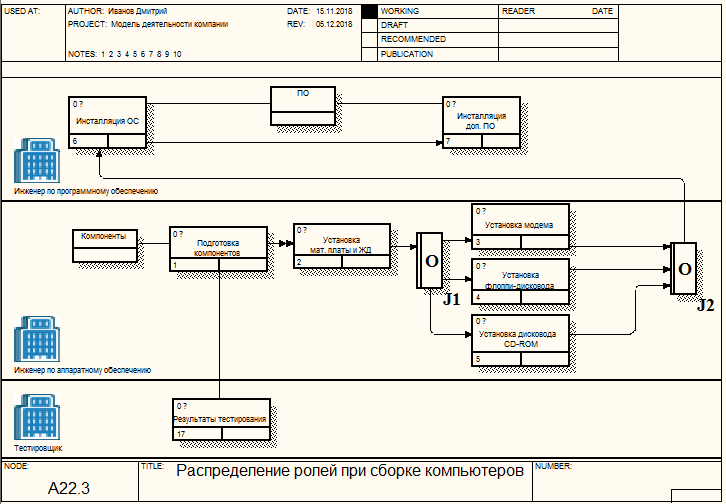 USED AT:
AUTHOR: Иванов Дмитрий
DATE: 15.11.2018
PROJECT: Модель деятельности компании
REV: 05.12.2018
NOTES: 1 2 3 4 5 6 7 8 9 10
WORKING
DRAFT
RECOMMENDED
PUBLICATION
READER
DATE
0 ?
Инсталляция ОС
6
ПО
0 ?
Инсталляция
доп. ПО
7
Инженер по программному обеспечению
Компоненты
0 ?
Подготовка
компонентов
1
0 ?
Установка
мат. платы и ЖД
2
O
J1
0 ?
Установка модема
3
0 ?
Установка
флоппи-дисковода
4
0 ?
Установка дисковода
CD-ROM
5
O
J2
Инженер по аппаратному обеспечению
0 ?
Результаты тестирования
17
Тестировщик
NODE:
A22.3
TITLE:
Распределение ролей при сборке компьютеров
NUMBER: